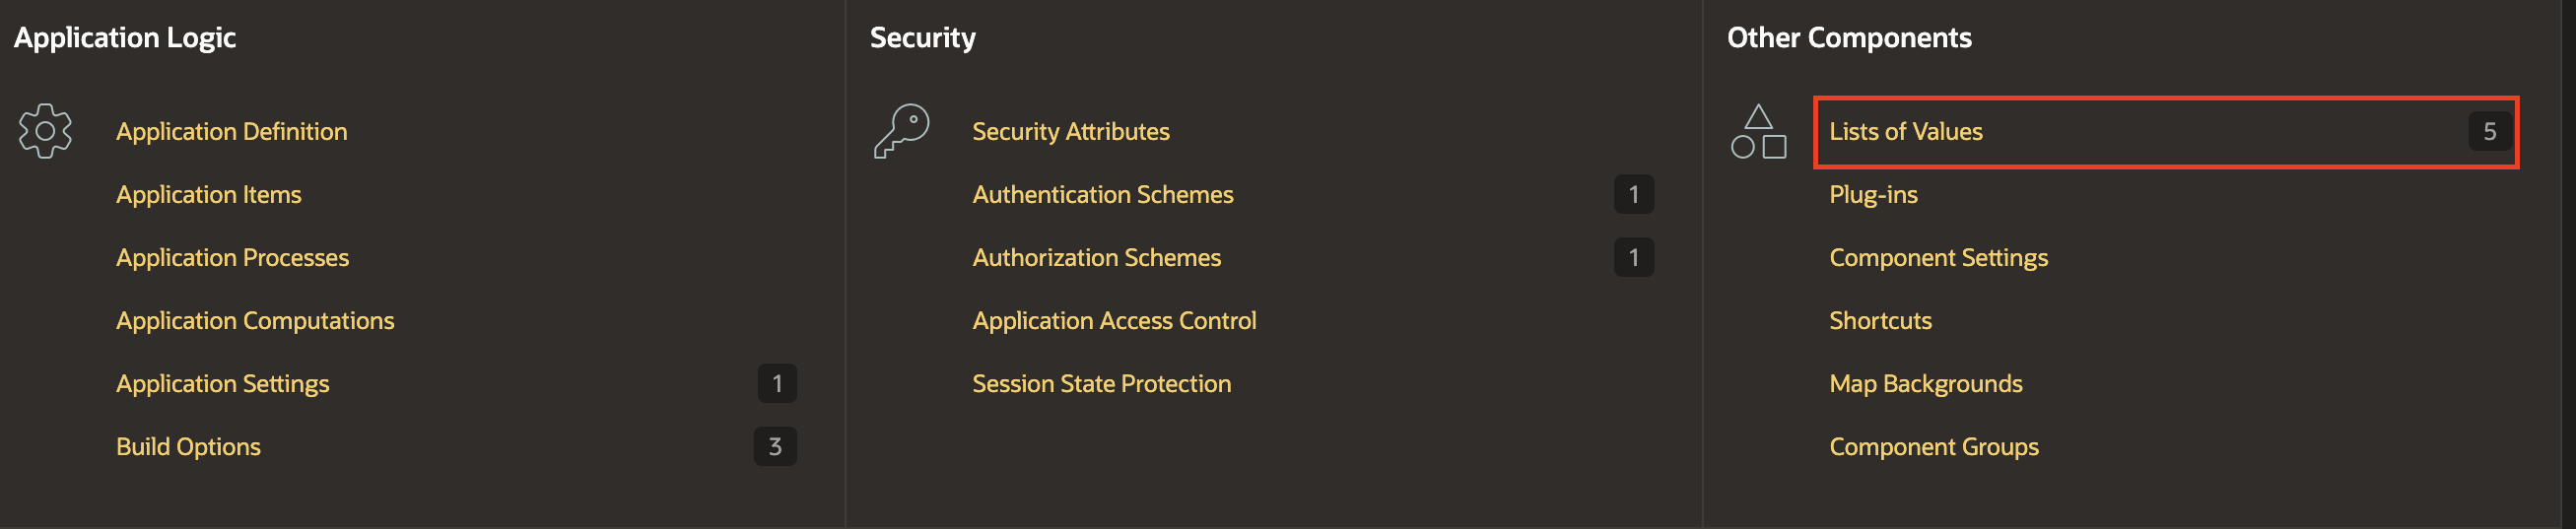 Application Logic
Application Definition
Application Items
Application Processes
Application Computations
Application Settings 1
Build Options 3
Security
Security Attributes
Authentication Schemes 1
Authorization Schemes 1
Application Access Control
Session State Protection
Other Components
Lists of Values 5
Plug-ins
Component Settings
Shortcuts
Map Backgrounds
Component Groups